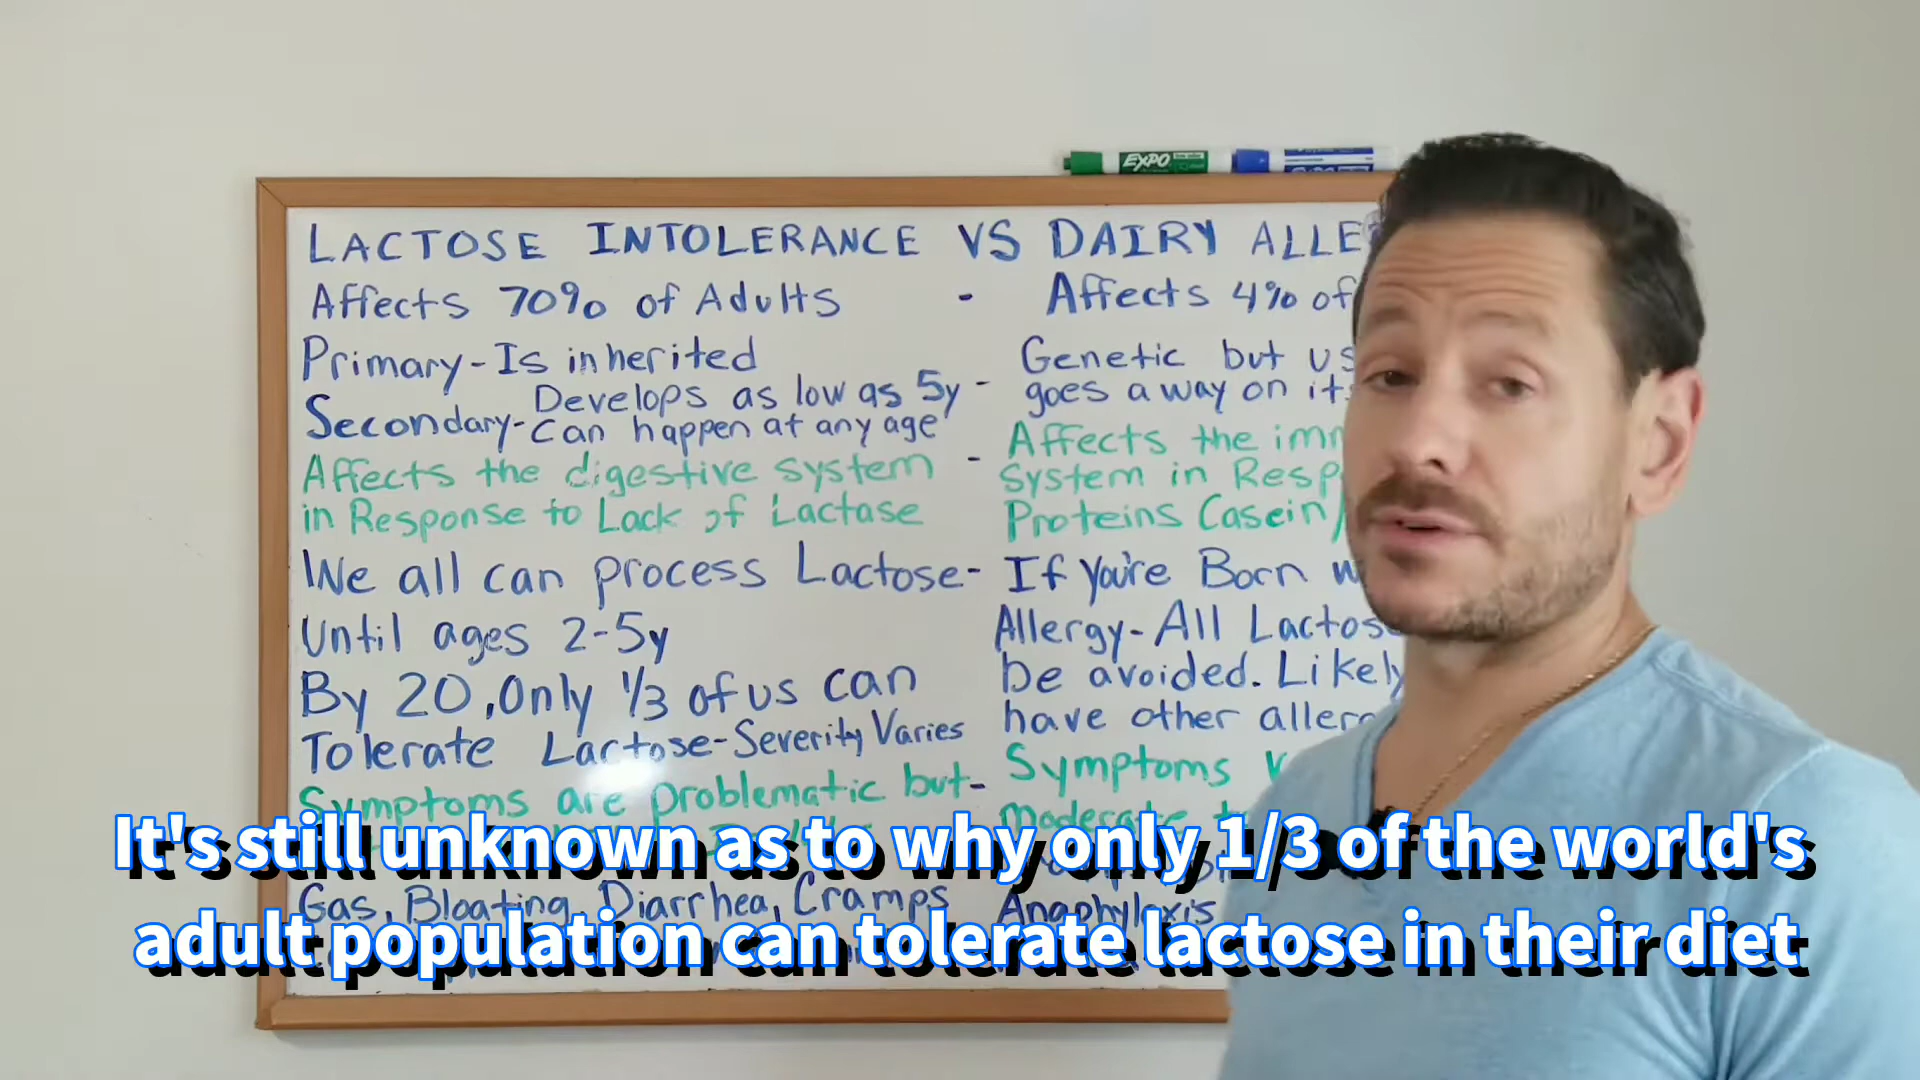 EXPO
LACTOSE INTOLERANCE VS DAIRY ALLE
Affects 70% of Adults - Affects 4% of
Primary - Is inherited
Develops as low as 5y -
Secondary - Can happen at any age
Genetic but us
goes a way on it
Affects the digestive system -
in Response to Lack of Lactase
Affects the imm
System in Resp
Proteins Casein/
We all can process Lactose -
Until ages 2-5y
By 20, Only 1/3 of us can
Tolerate Lactose - Severity Varies
Symptoms are problematic but -
Gas, Bloating, Diarrhea, Cramps
If You're Born w
Allergy - All Lactose
be avoided. Likely
have other aller
Symptoms
moderate t
Anaphylaxis
It's still unknown as to why only 1/3 of the world's
adult population can tolerate lactose in their diet